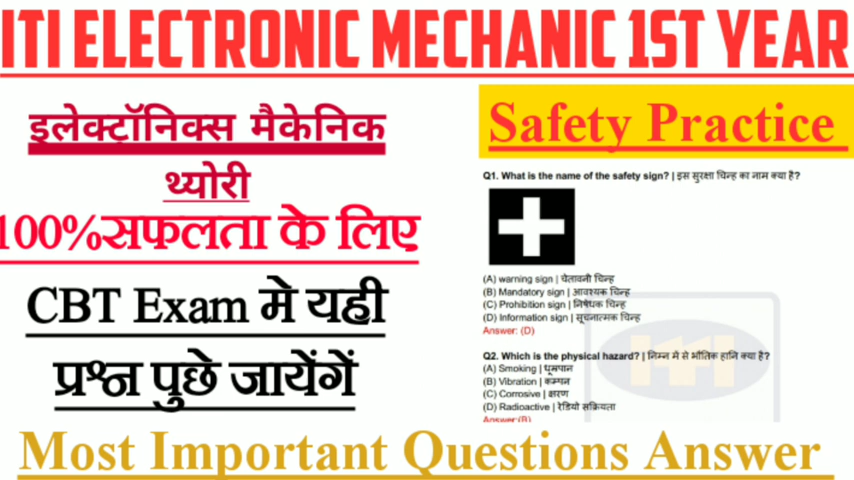 ITI ELECTRONIC MECHANIC 1ST YEAR
इलेक्ट्रॉनिक्स मैकेनिक
थ्योरी
100%सफलता के लिए
CBT Exam मे यही
प्रश्न पुछे जायेंगें
Safety Practice
Q1. What is the name of the safety sign? | इस सुरक्षा चिन्ह का नाम क्या है?
(A) warning sign | चेतावनी चिन्ह
(B) Mandatory sign | आवश्यक चिन्ह
(C) Prohibition sign | निषेधक चिन्ह
(D) Information sign | सूचनात्मक चिन्ह
Answer: (D)
Q2. Which is the physical hazard? | निम्न में से भौतिक हानि क्या है?
(A) Smoking | धूम्रपान
(B) Vibration | कम्पन
(C) Corrosive | क्षरण
(D) Radioactive | रेडियो सक्रियता
Answer:(B)
ITI
Most Important Questions Answer